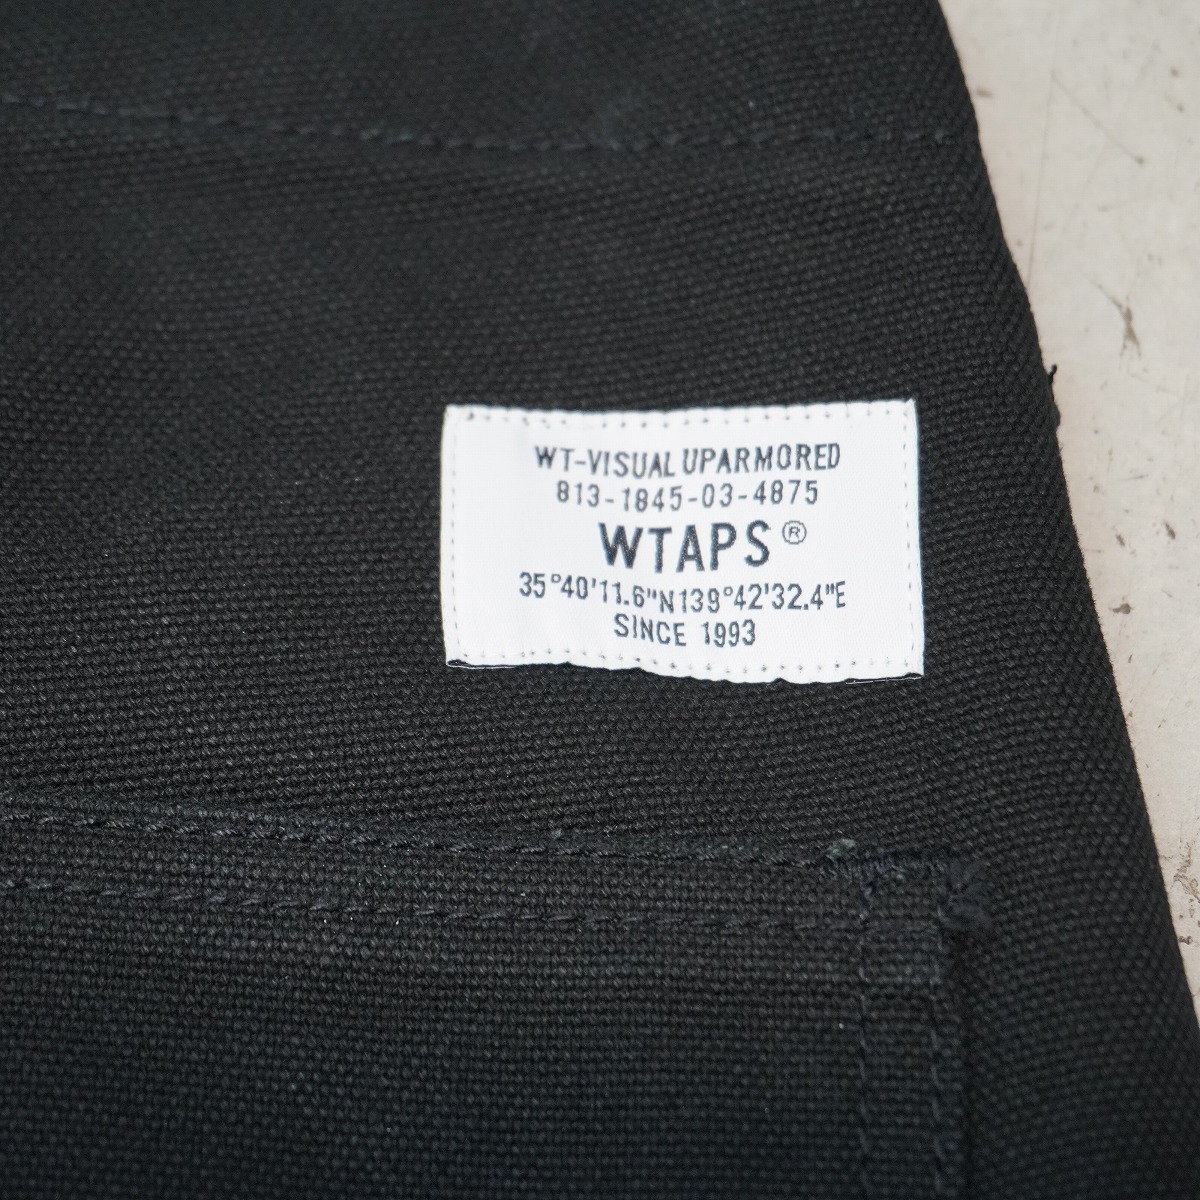 WT-VISUAL UPARMORED
813-1845-03-4875
WTAPS®
35°40'11.6"N139°42'32.4"E
SINCE 1993